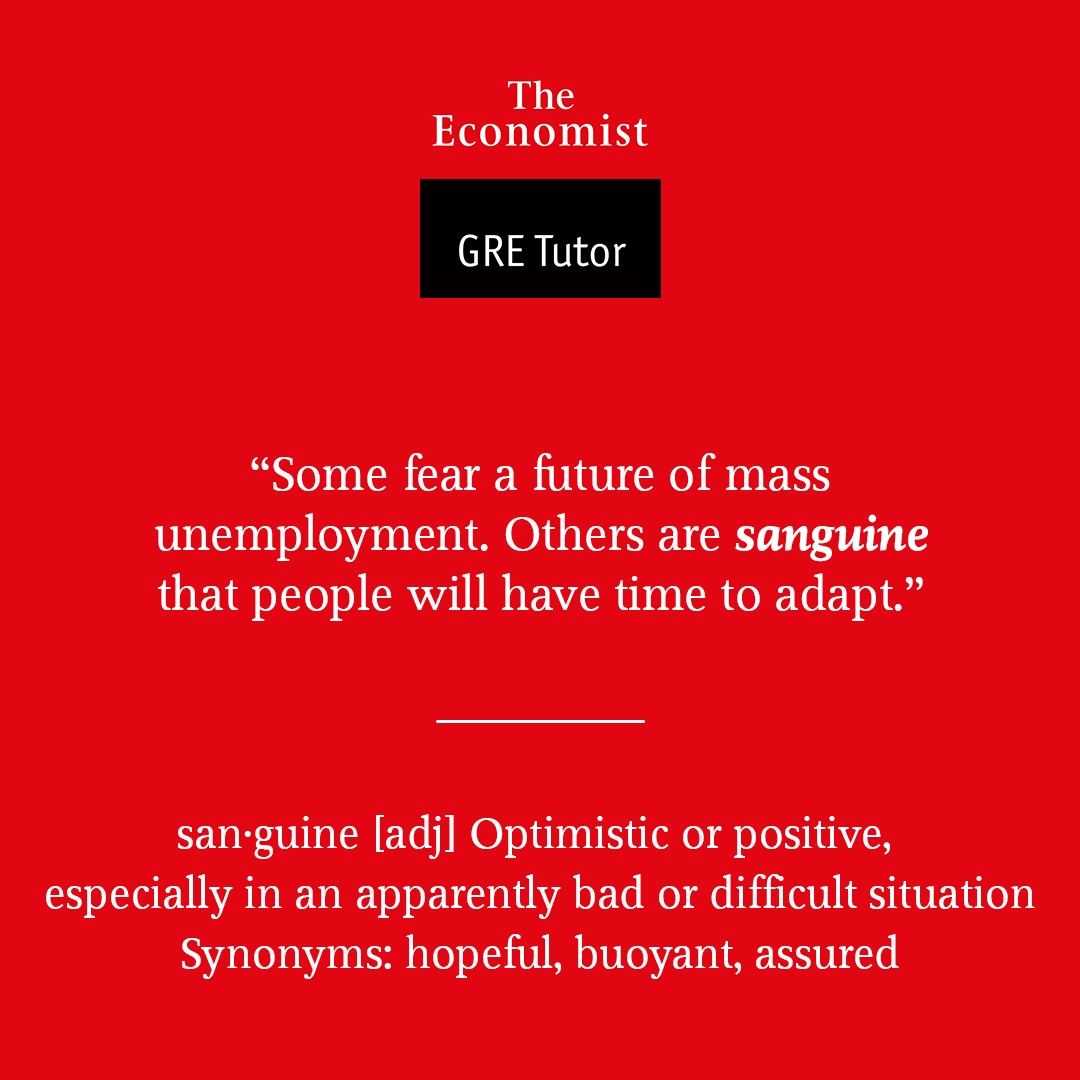 The
Economist
GRE Tutor
“Some fear a future of mass
unemployment. Others are sanguine
that people will have time to adapt.”
san·guine [adj] Optimistic or positive,
especially in an apparently bad or difficult situation
Synonyms: hopeful, buoyant, assured